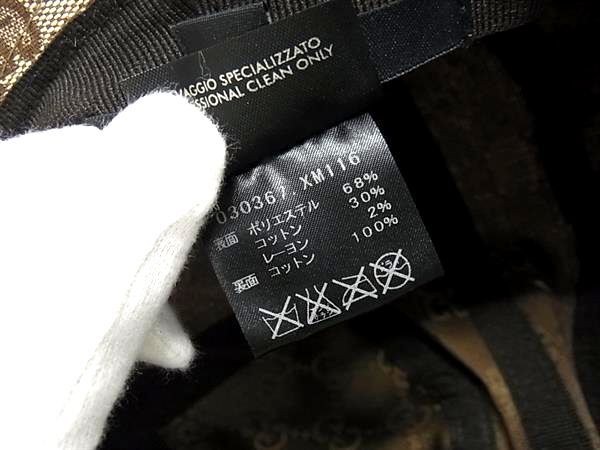 AGGIO SPECIALIZZATO
SSIONAL CLEAN ONLY
030367 XM116
表面 ポリエステル 68%
コットン 30%
レーヨン 2%
裏面 コットン 100%